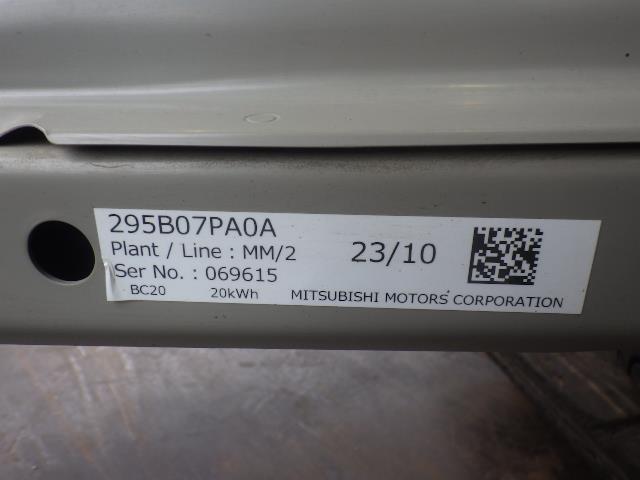 295B07PA0A
Plant / Line : MM/2 23/10
Ser No. : 069615
BC20 20kWh MITSUBISHI MOTORS CORPORATION